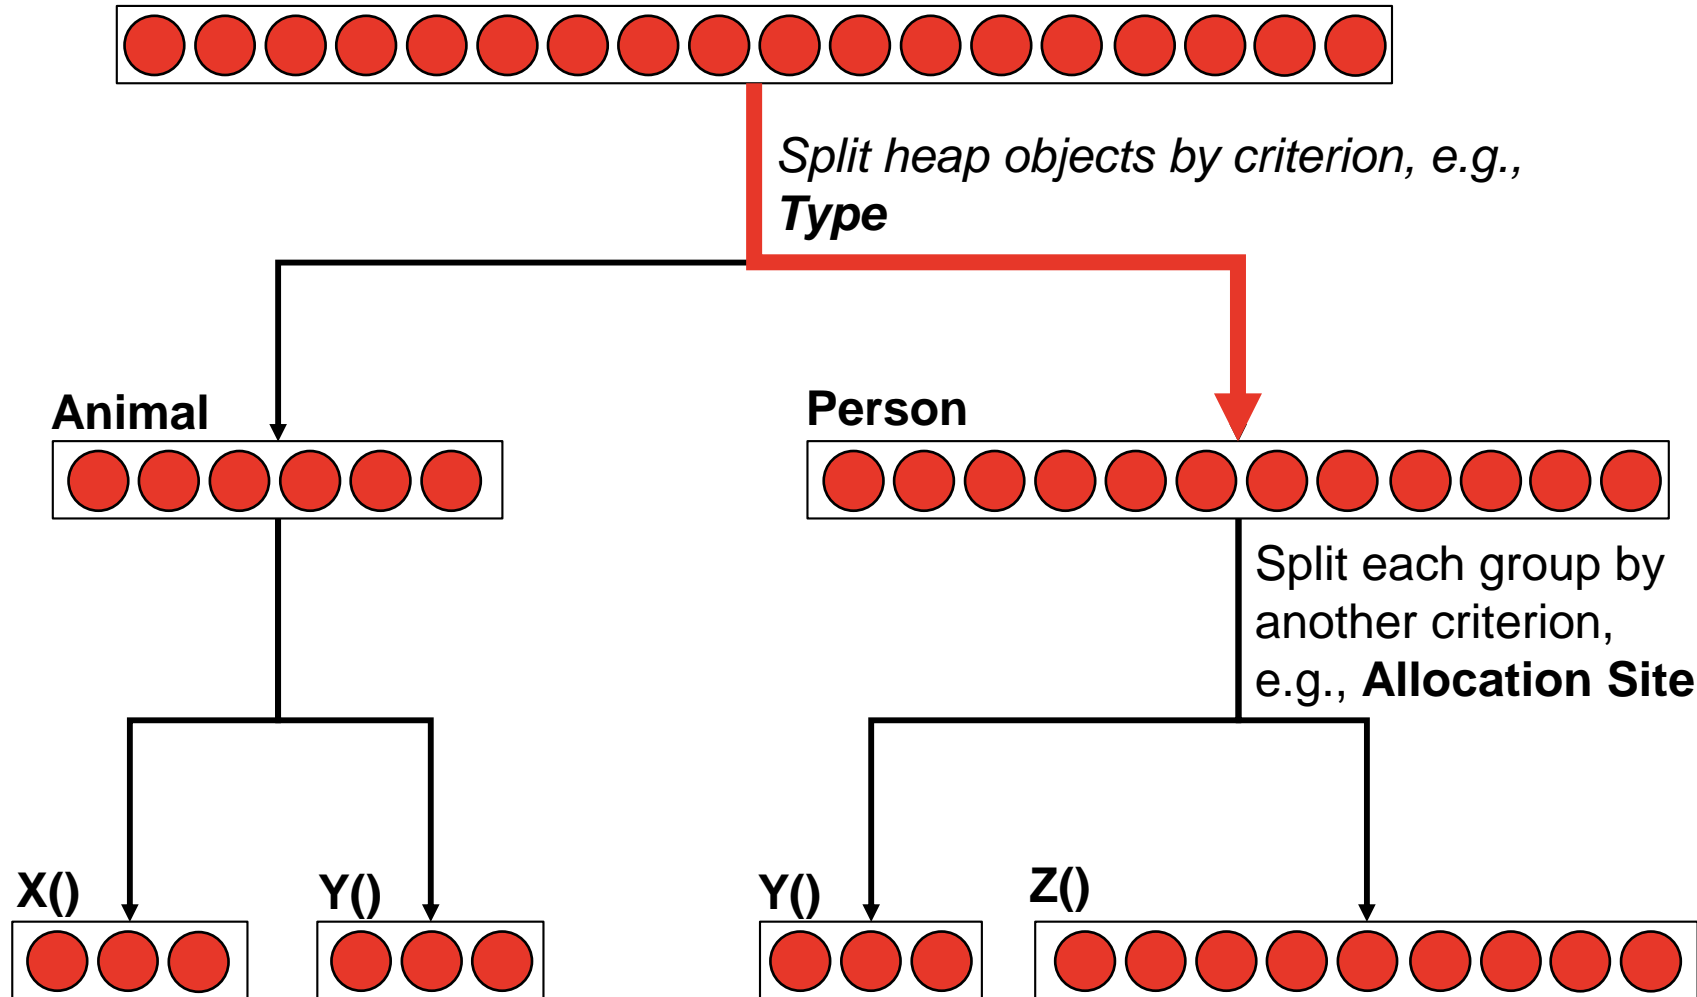 Split heap objects by criterion, e.g.,
Type
Animal
Person
Split each group by
another criterion,
e.g., Allocation Site
X()
Y()
Y()
Z()